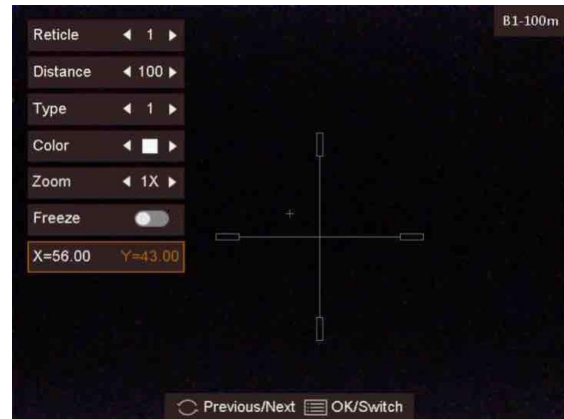 B1-100m
Reticle 1
Distance 100
Type 1
Color
Zoom 1X
Freeze
X=56.00 Y=43.00
Previous/Next OK/Switch